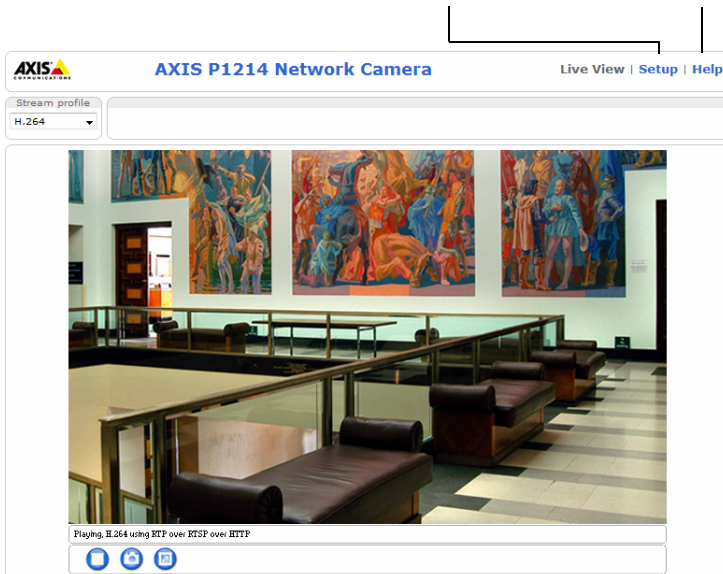 AXIS
COMMUNICATIONS
AXIS P1214 Network Camera
Live View | Setup | Help
Stream profile
H.264
Playing, H.264 using RTP over RTSP over HTTP